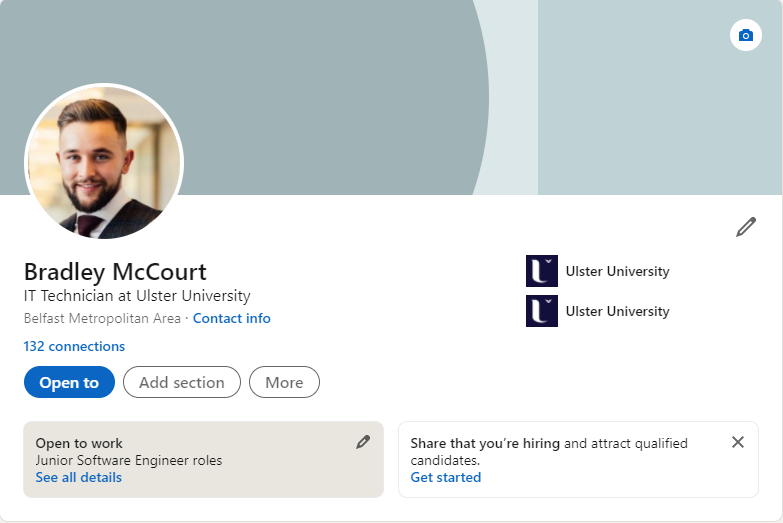 Bradley McCourt
IT Technician at Ulster University
Belfast Metropolitan Area · Contact info
132 connections
Open to
Add section
More
Ulster University
Ulster University
Open to work
Junior Software Engineer roles
See all details
Share that you’re hiring and attract qualified
candidates.
Get started